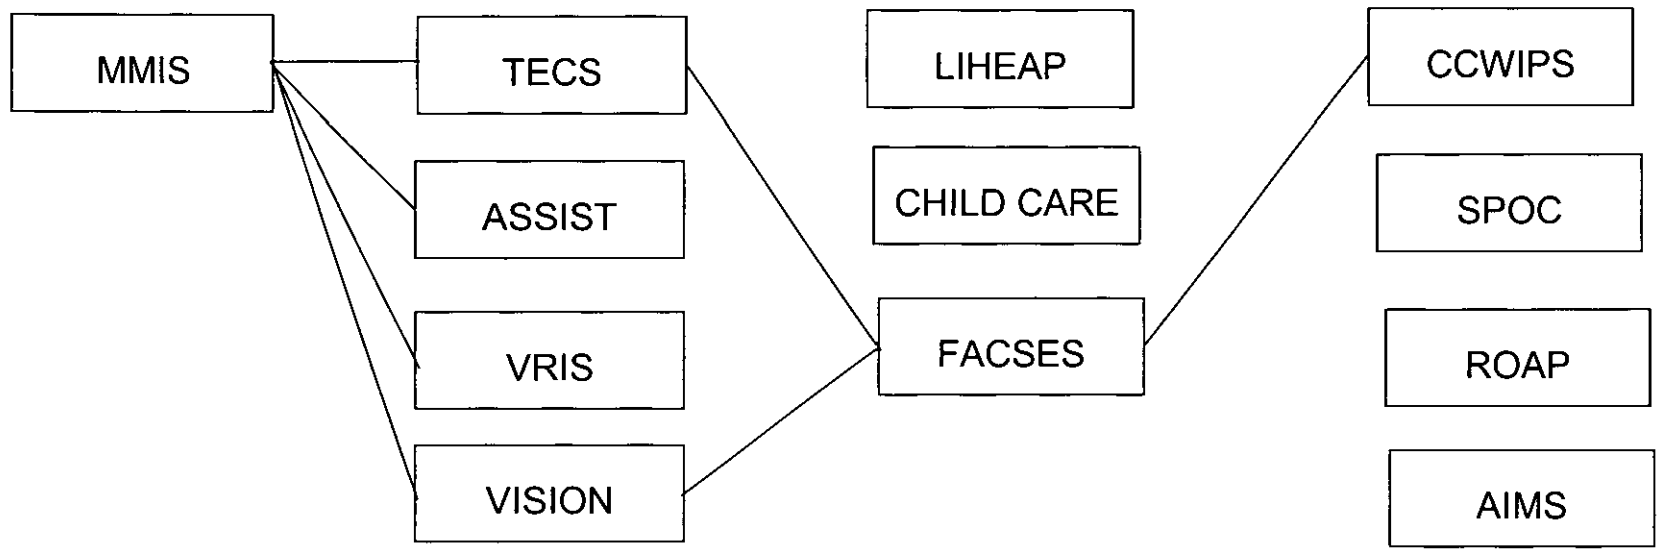 MMIS
TECS
LIHEAP
CCWIPS
ASSIST
CHILD CARE
SPOC
VRIS
FACSES
ROAP
VISION
AIMS